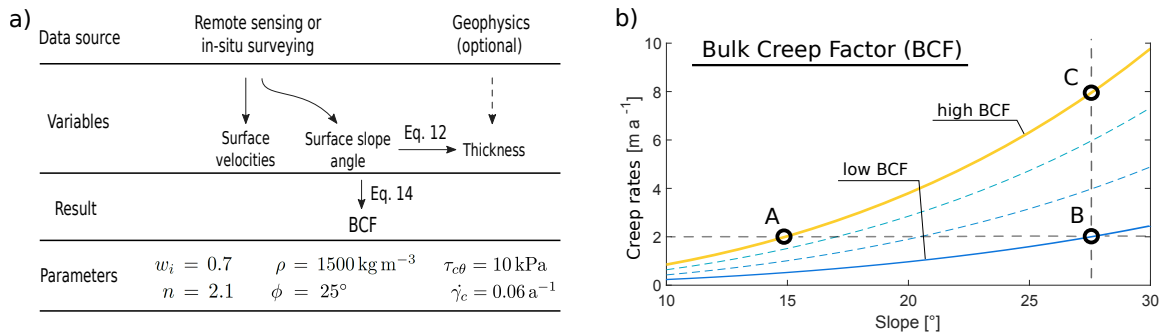 a)
Data source
Remote sensing or
in-situ surveying
Geophysics
(optional)
Variables
Surface
velocities
Surface slope
angle
Eq. 12
Thickness
Result
Eq. 14
BCF
Parameters
w_i = 0.7
ρ = 1500 kg m⁻³
τ_cθ = 10 kPa
n = 2.1
ϕ = 25°
γ̇_c = 0.06 a⁻¹
b)
Bulk Creep Factor (BCF)
Creep rates [m a⁻¹]
10
8
6
4
2
0
A
B
C
high BCF
low BCF
10
15
20
25
30
Slope [°]